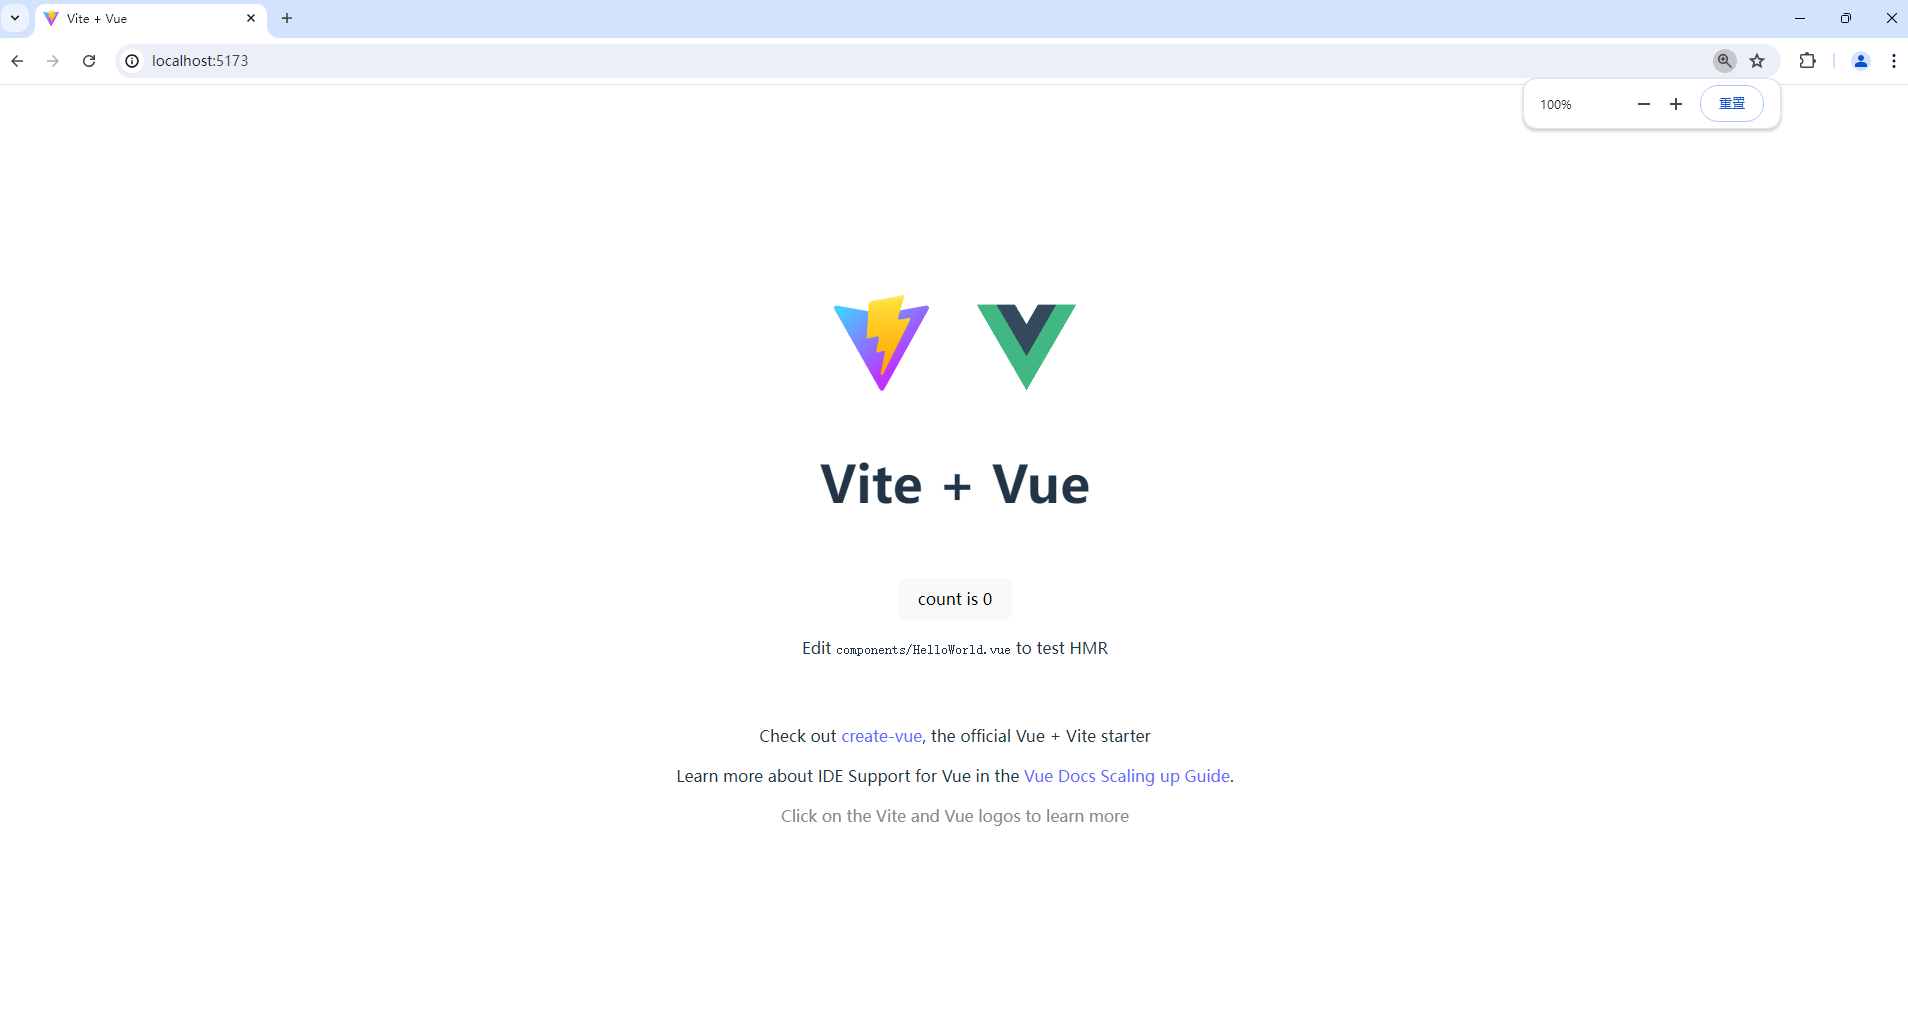 Vite + Vue
localhost:5173
100%
重置
Vite + Vue
count is 0
Edit components/HelloWorld.vue to test HMR
Check out create-vue, the official Vue + Vite starter
Learn more about IDE Support for Vue in the Vue Docs Scaling up Guide.
Click on the Vite and Vue logos to learn more